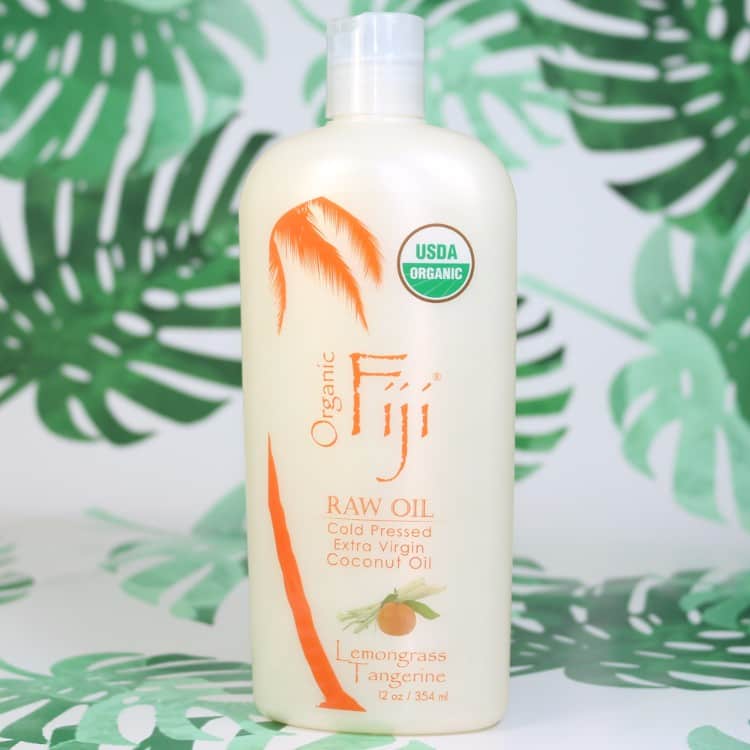 USDA
ORGANIC
Organic
Fiji®
RAW OIL
Cold Pressed
Extra Virgin
Coconut Oil
Lemongrass
Tangerine
12 oz / 354 ml